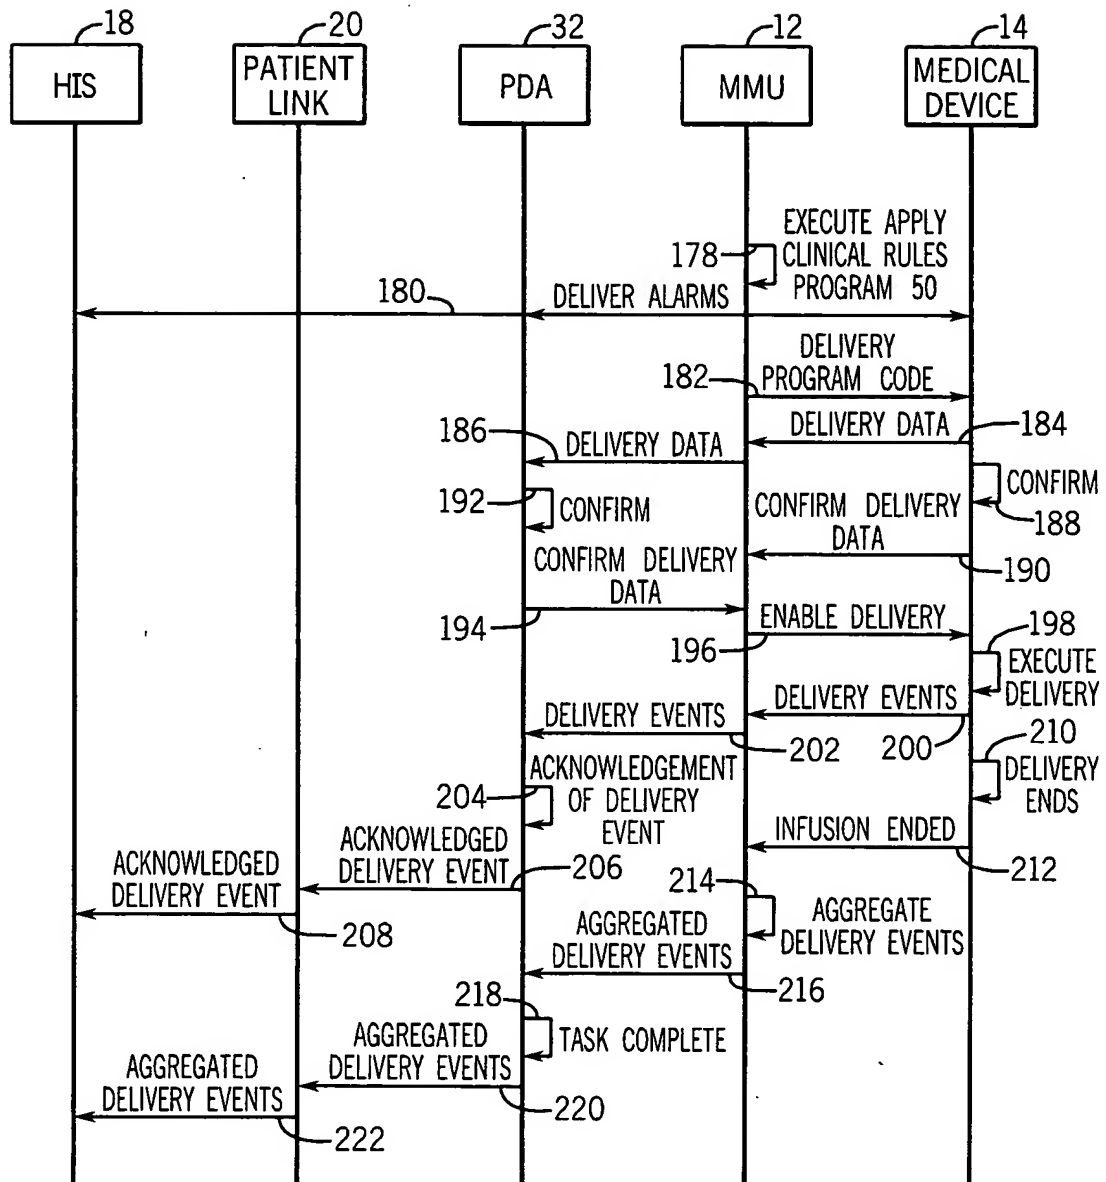 18
20
32
12
14
HIS
PATIENT
LINK
PDA
MMU
MEDICAL
DEVICE
178
EXECUTE APPLY
CLINICAL RULES
PROGRAM 50
180
DELIVER ALARMS
DELIVERY
PROGRAM CODE
182
DELIVERY DATA
184
186
DELIVERY DATA
192
CONFIRM
CONFIRM
188
CONFIRM DELIVERY
DATA
190
CONFIRM DELIVERY
DATA
194
ENABLE DELIVERY
196
198
EXECUTE
DELIVERY
DELIVERY EVENTS
200
DELIVERY EVENTS
202
210
DELIVERY
ENDS
204
ACKNOWLEDGEMENT
OF DELIVERY
EVENT
INFUSION ENDED
212
ACKNOWLEDGED
DELIVERY EVENT
206
ACKNOWLEDGED
DELIVERY EVENT
208
214
AGGREGATE
DELIVERY EVENTS
AGGREGATED
DELIVERY EVENTS
216
218
TASK COMPLETE
AGGREGATED
DELIVERY EVENTS
220
AGGREGATED
DELIVERY EVENTS
222